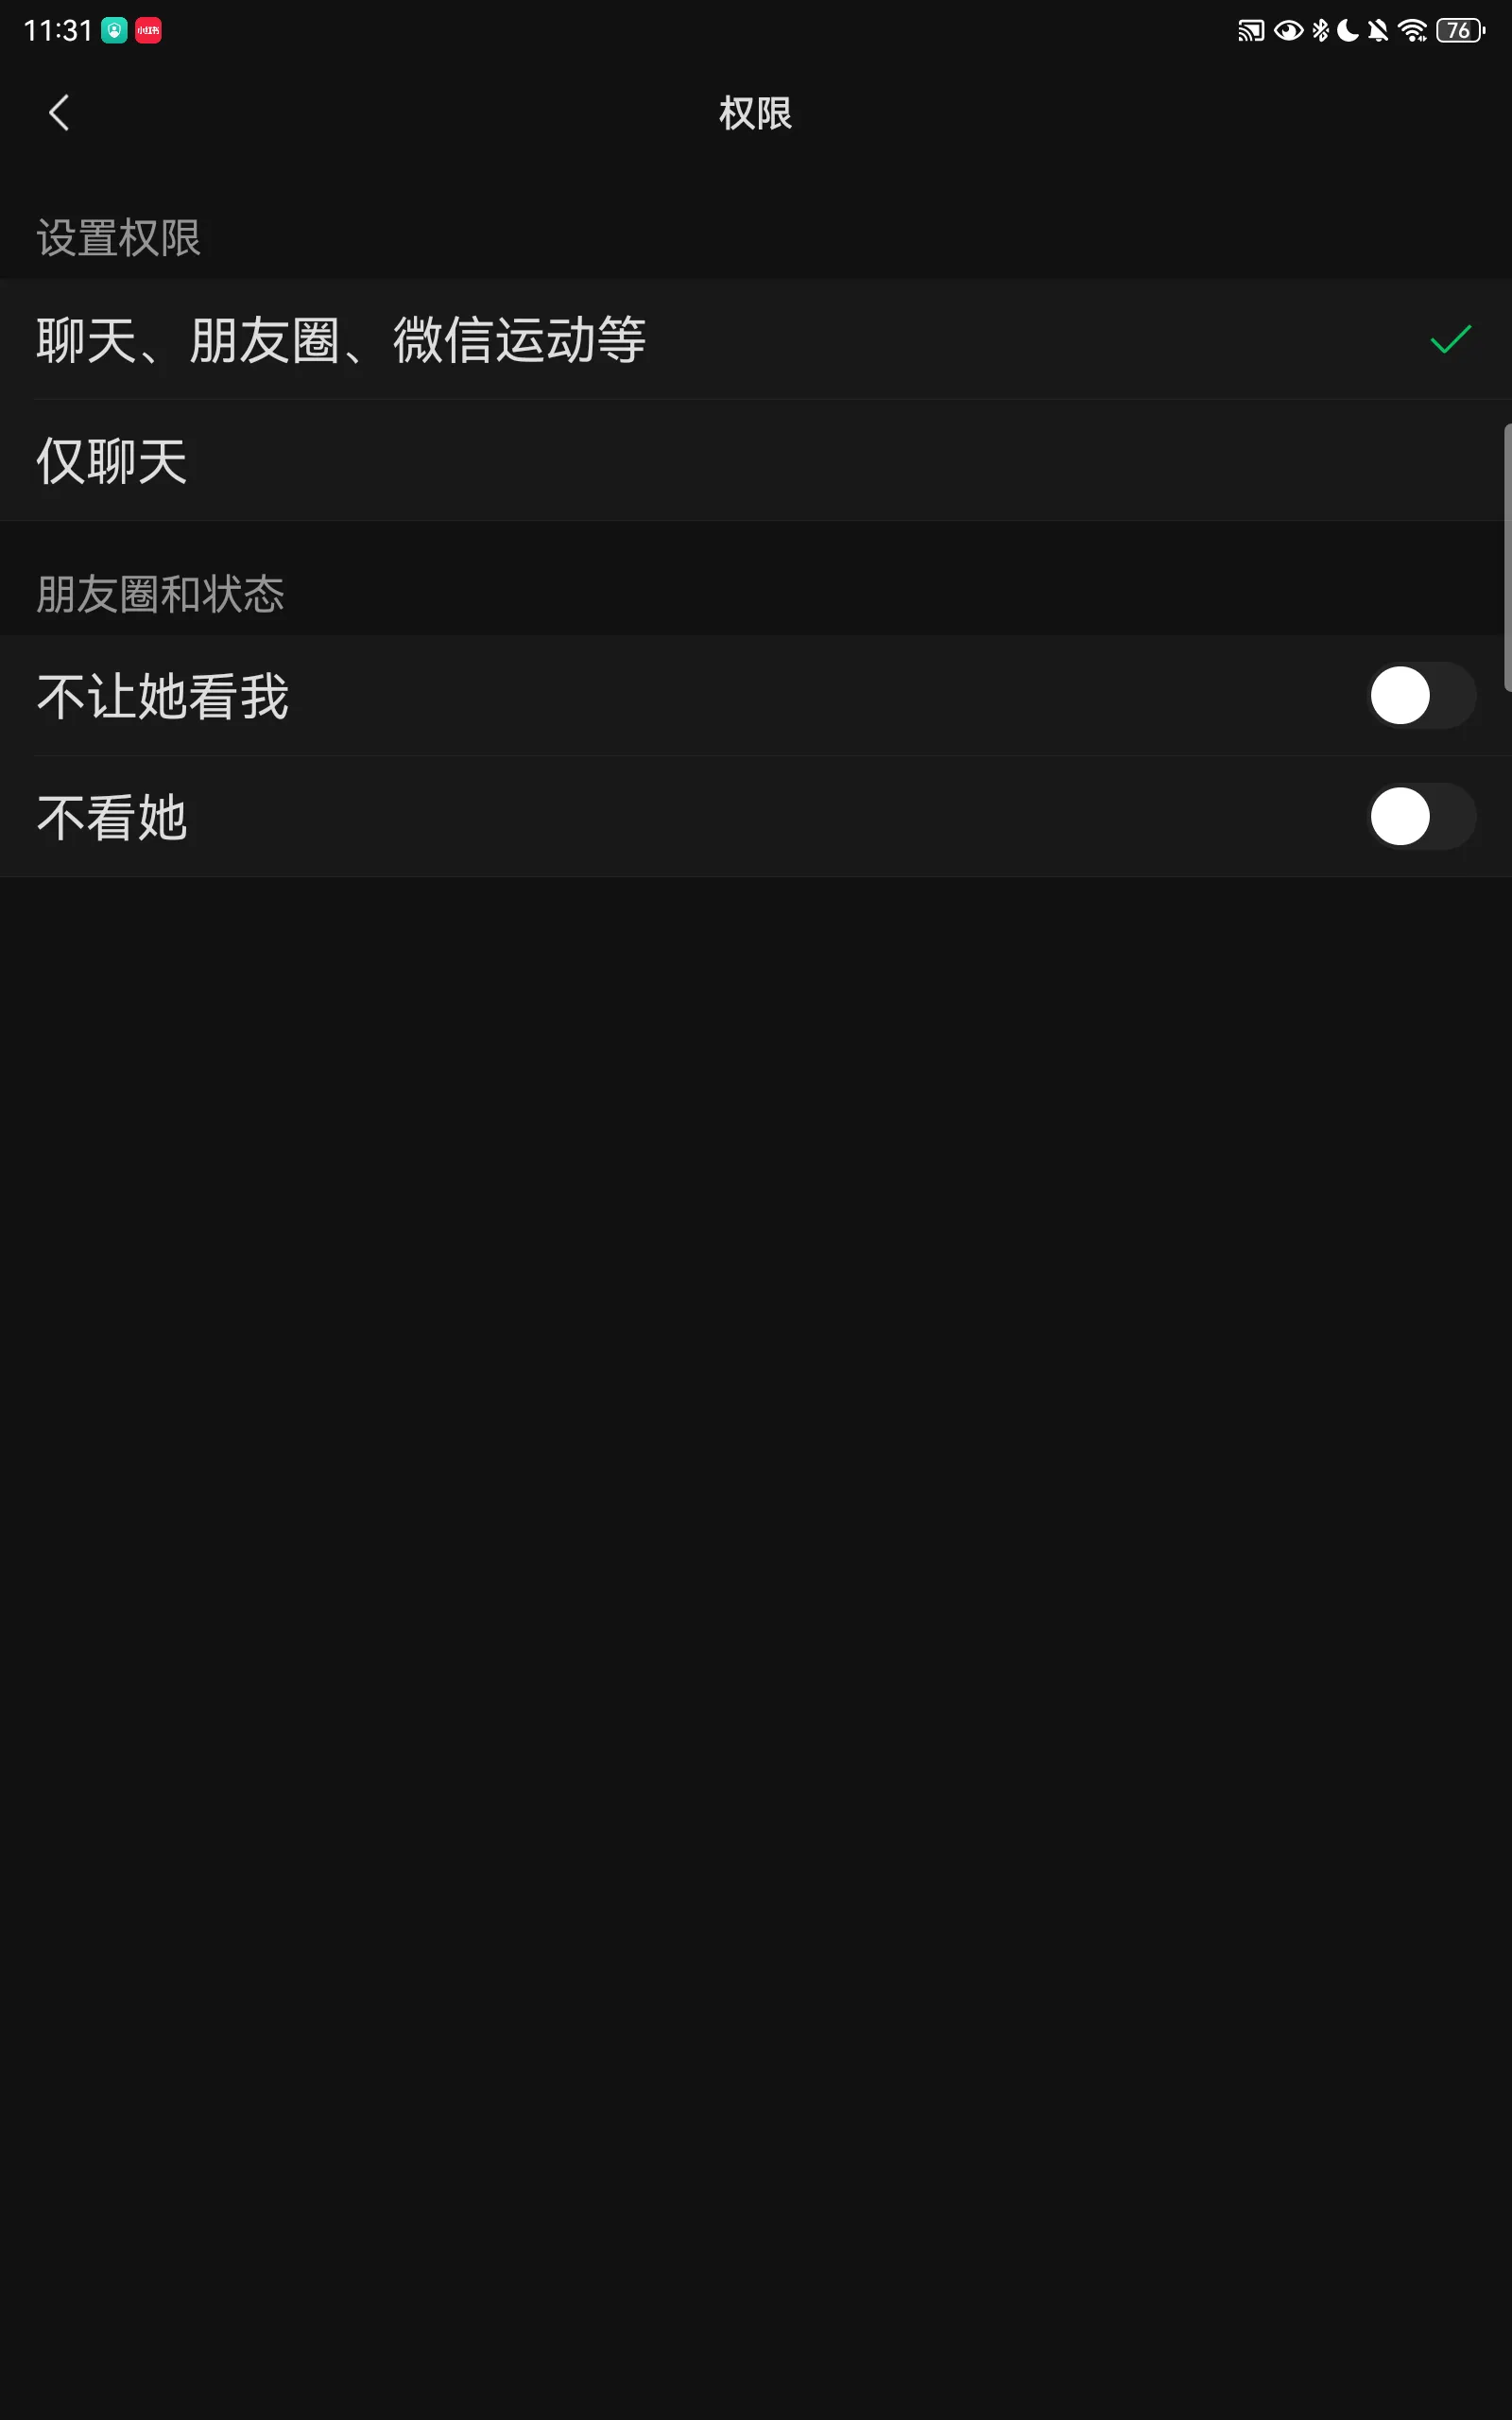 11:31 小红书 76
权限
设置权限
聊天、朋友圈、微信运动等
仅聊天
朋友圈和状态
不让她看我
不看她